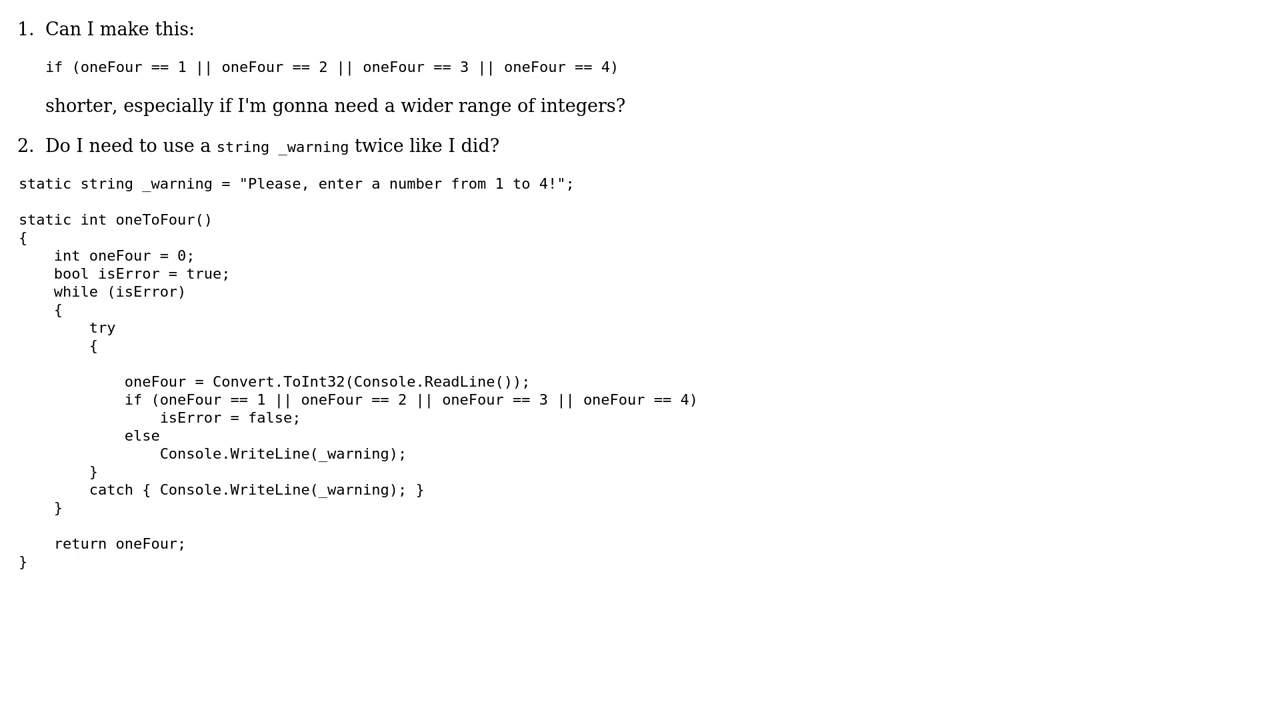 1. Can I make this:
if (oneFour == 1 || oneFour == 2 || oneFour == 3 || oneFour == 4)
shorter, especially if I'm gonna need a wider range of integers?
2. Do I need to use a string _warning twice like I did?
static string _warning = "Please, enter a number from 1 to 4!";
static int oneToFour()
{
    int oneFour = 0;
    bool isError = true;
    while (isError)
    {
        try
        {
            oneFour = Convert.ToInt32(Console.ReadLine());
            if (oneFour == 1 || oneFour == 2 || oneFour == 3 || oneFour == 4)
                isError = false;
            else
                Console.WriteLine(_warning);
        }
        catch { Console.WriteLine(_warning); }
    }
    return oneFour;
}